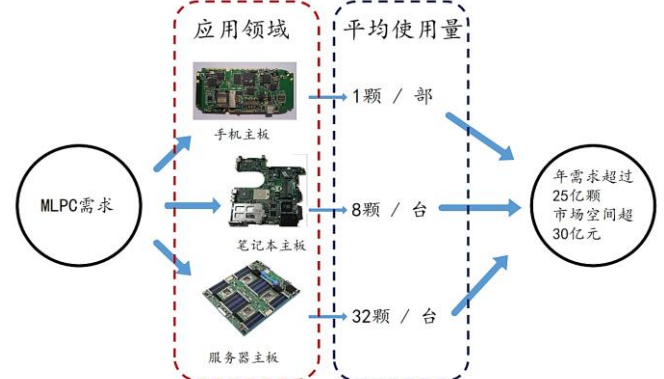 应用领域
平均使用量
手机主板
1颗 / 部
MLPC需求
笔记本主板
8颗 / 台
服务器主板
32颗 / 台
年需求超过
25亿颗
市场空间超
30亿元